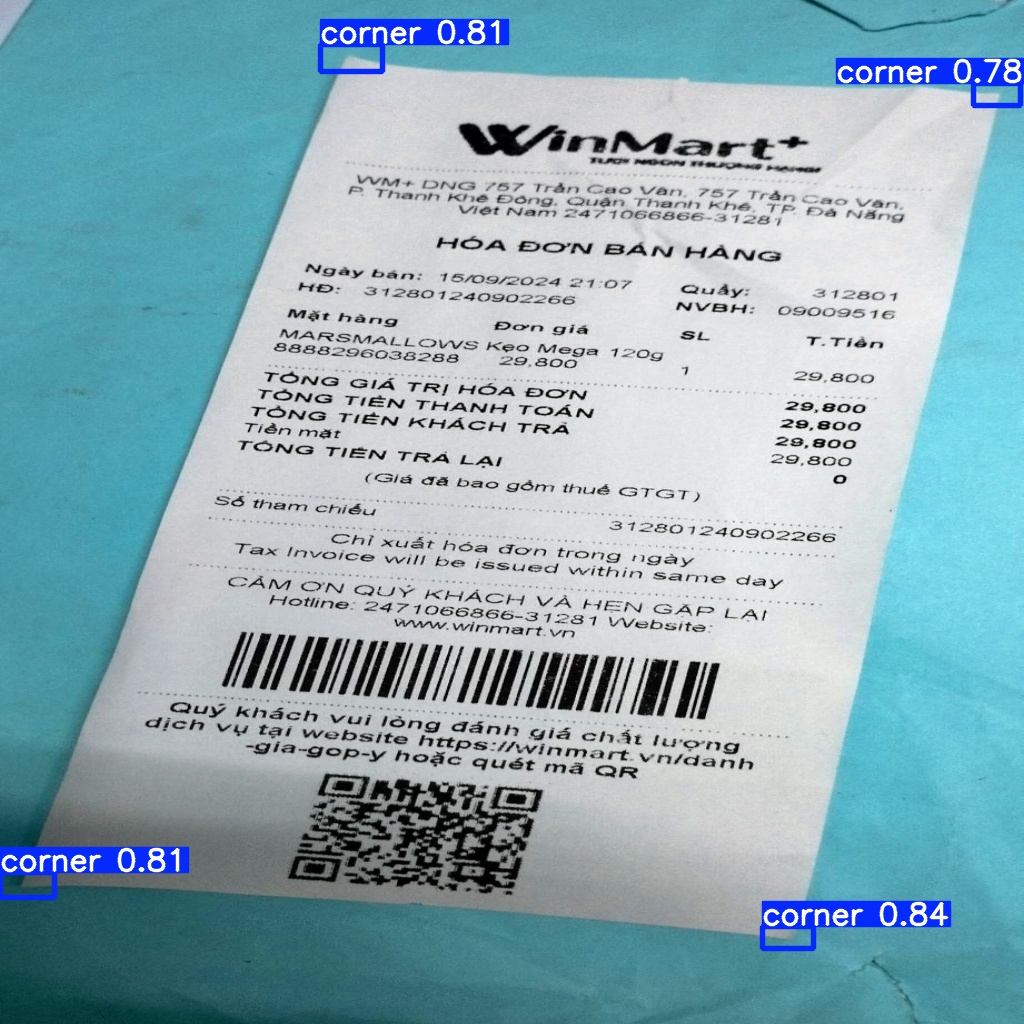 corner 0.81
corner 0.78
WinMart+
TƯƠI NGON THƯỢNG HẠNG!
WM+ DNG 757 Trần Cao Vân, 757 Trần Cao Vân,
P. Thanh Khê Đông, Quận Thanh Khê, TP. Đà Nẵng
Việt Nam 2471066866-31281
HÓA ĐƠN BÁN HÀNG
Ngày bán: 15/09/2024 21:07 Quầy: 312801
HĐ: 312801240902266 NVBH: 09009516
Mặt hàng Đơn giá SL T.Tiền
MARSMALLOWS Kẹo Mega 120g
8888296038288 29,800 1 29,800
TỔNG GIÁ TRỊ HÓA ĐƠN 29,800
TỔNG TIỀN THANH TOÁN 29,800
TỔNG TIỀN KHÁCH TRẢ 29,800
Tiền mặt 29,800
TỔNG TIỀN TRẢ LẠI 0
(Giá đã bao gồm thuế GTGT)
Số tham chiếu 312801240902266
Chỉ xuất hóa đơn trong ngày
Tax Invoice will be issued within same day
CẢM ƠN QUÝ KHÁCH VÀ HẸN GẶP LẠI
Hotline: 2471066866-31281 Website:
www.winmart.vn
Quý khách vui lòng đánh giá chất lượng
dịch vụ tại website https://winmart.vn/danh
-gia-gop-y hoặc quét mã QR
corner 0.81
corner 0.84